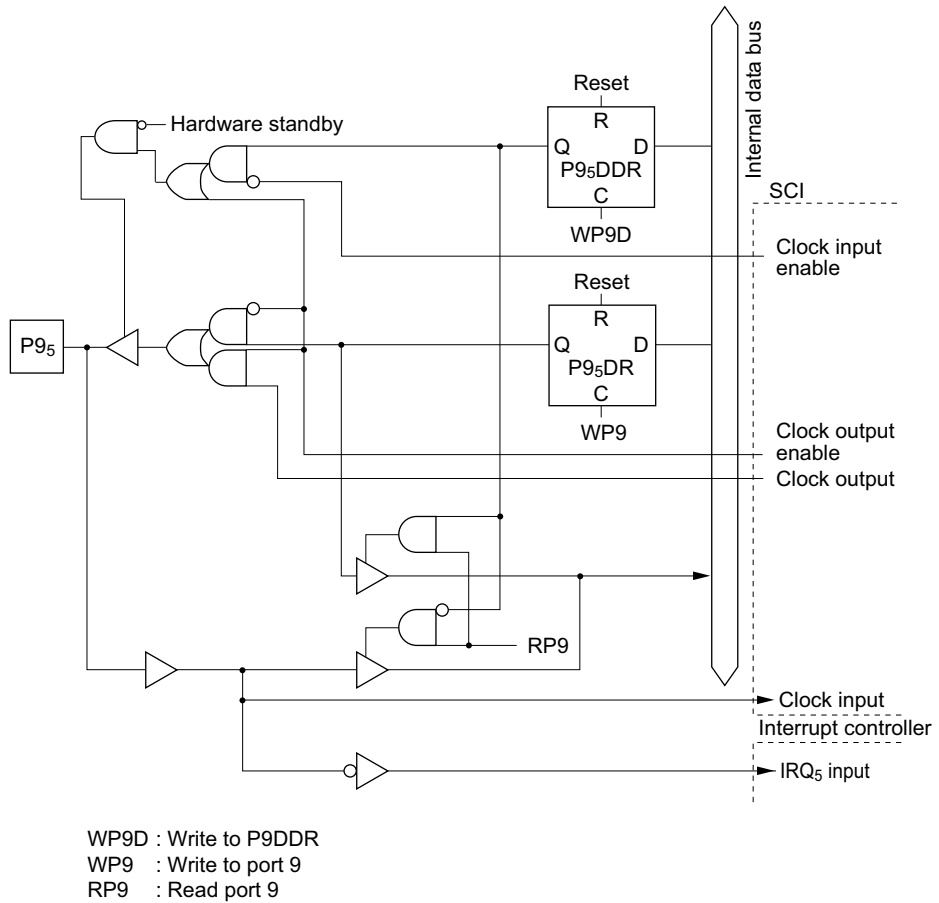 Reset
Internal data bus
Hardware standby
R
Q
D
P9₅DDR
C
WP9D
SCI
Clock input
enable
Reset
P9₅
R
Q
D
P9₅DR
C
WP9
Clock output
enable
Clock output
RP9
Clock input
Interrupt controller
IRQ₅ input
WP9D : Write to P9DDR
WP9 : Write to port 9
RP9 : Read port 9